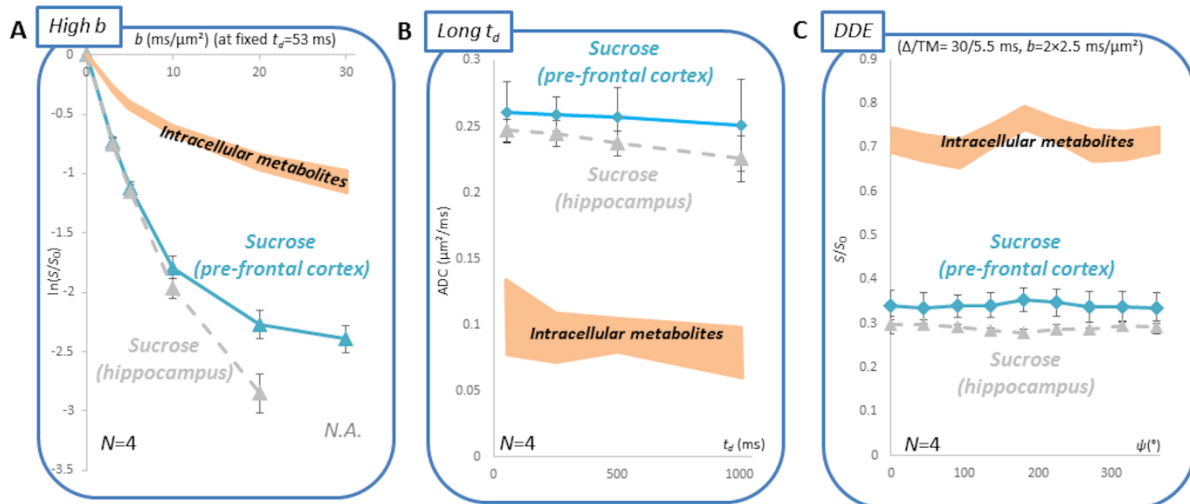 A
High b
b (ms/μm²) (at fixed t_d=53 ms)
0
10
20
30
0
-0.5
-1
-1.5
-2
-2.5
-3
-3.5
ln(S/S₀)
Intracellular metabolites
Sucrose
(pre-frontal cortex)
Sucrose
(hippocampus)
N=4
N.A.
B
Long t_d
0.3
0.25
0.2
0.15
0.1
0.05
0
ADC (μm²/ms)
Sucrose
(pre-frontal cortex)
Sucrose
(hippocampus)
Intracellular metabolites
N=4
t_d (ms)
0
500
1000
C
DDE
(Δ/TM= 30/5.5 ms, b=2×2.5 ms/μm²)
0.9
0.8
0.7
0.6
0.5
0.4
0.3
0.2
0.1
0
S/S₀
Intracellular metabolites
Sucrose
(pre-frontal cortex)
Sucrose
(hippocampus)
N=4
ψ(°)
0
100
200
300